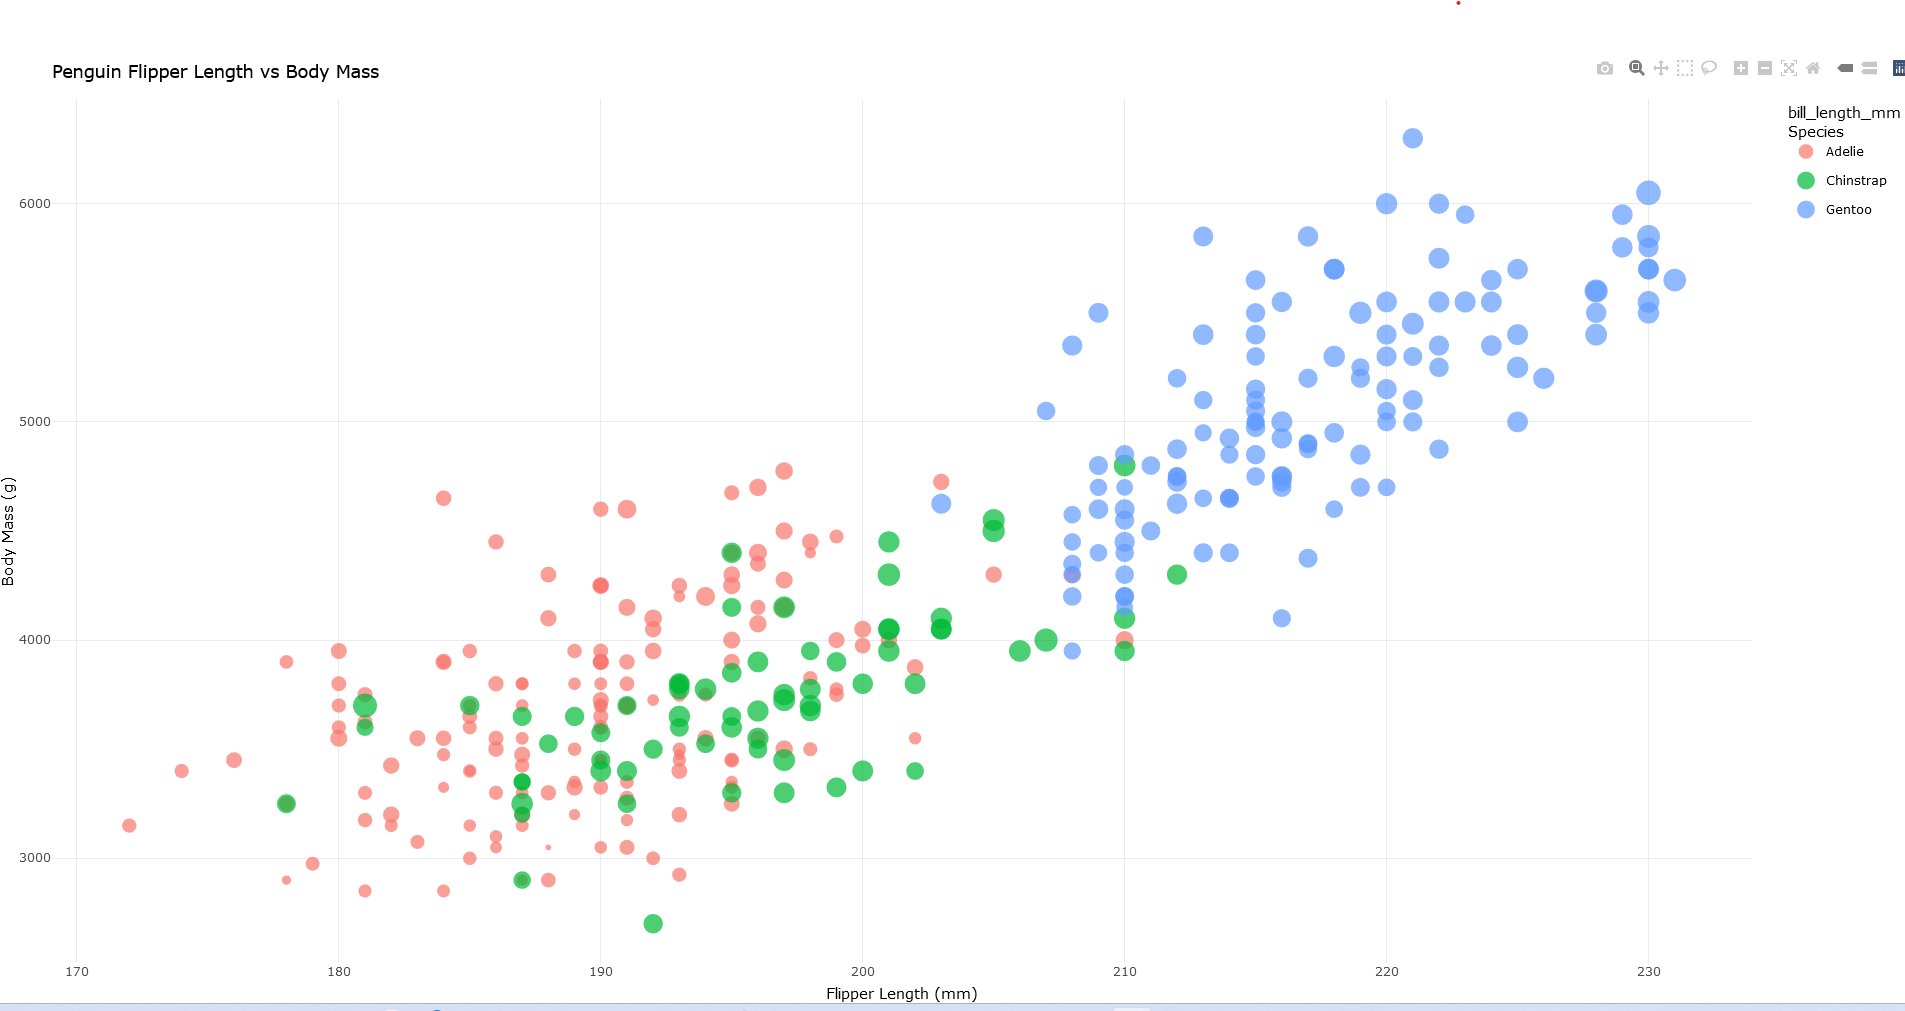 Penguin Flipper Length vs Body Mass
bill_length_mm
Species
Adelie
Chinstrap
Gentoo
6000
5000
4000
3000
Body Mass (g)
170
180
190
200
210
220
230
Flipper Length (mm)